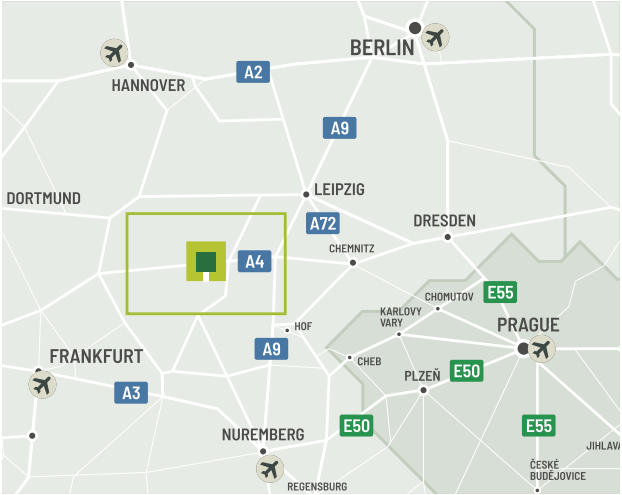 BERLIN
A2
HANNOVER
A9
DORTMUND
LEIPZIG
A72
DRESDEN
CHEMNITZ
A4
E55
CHOMUTOV
KARLOVY
VARY
PRAGUE
HOF
A9
FRANKFURT
CHEB
E50
PLZEŇ
A3
E50
E55
NUREMBERG
JIHLAVA
ČESKÉ
BUDĚJOVICE
REGENSBURG